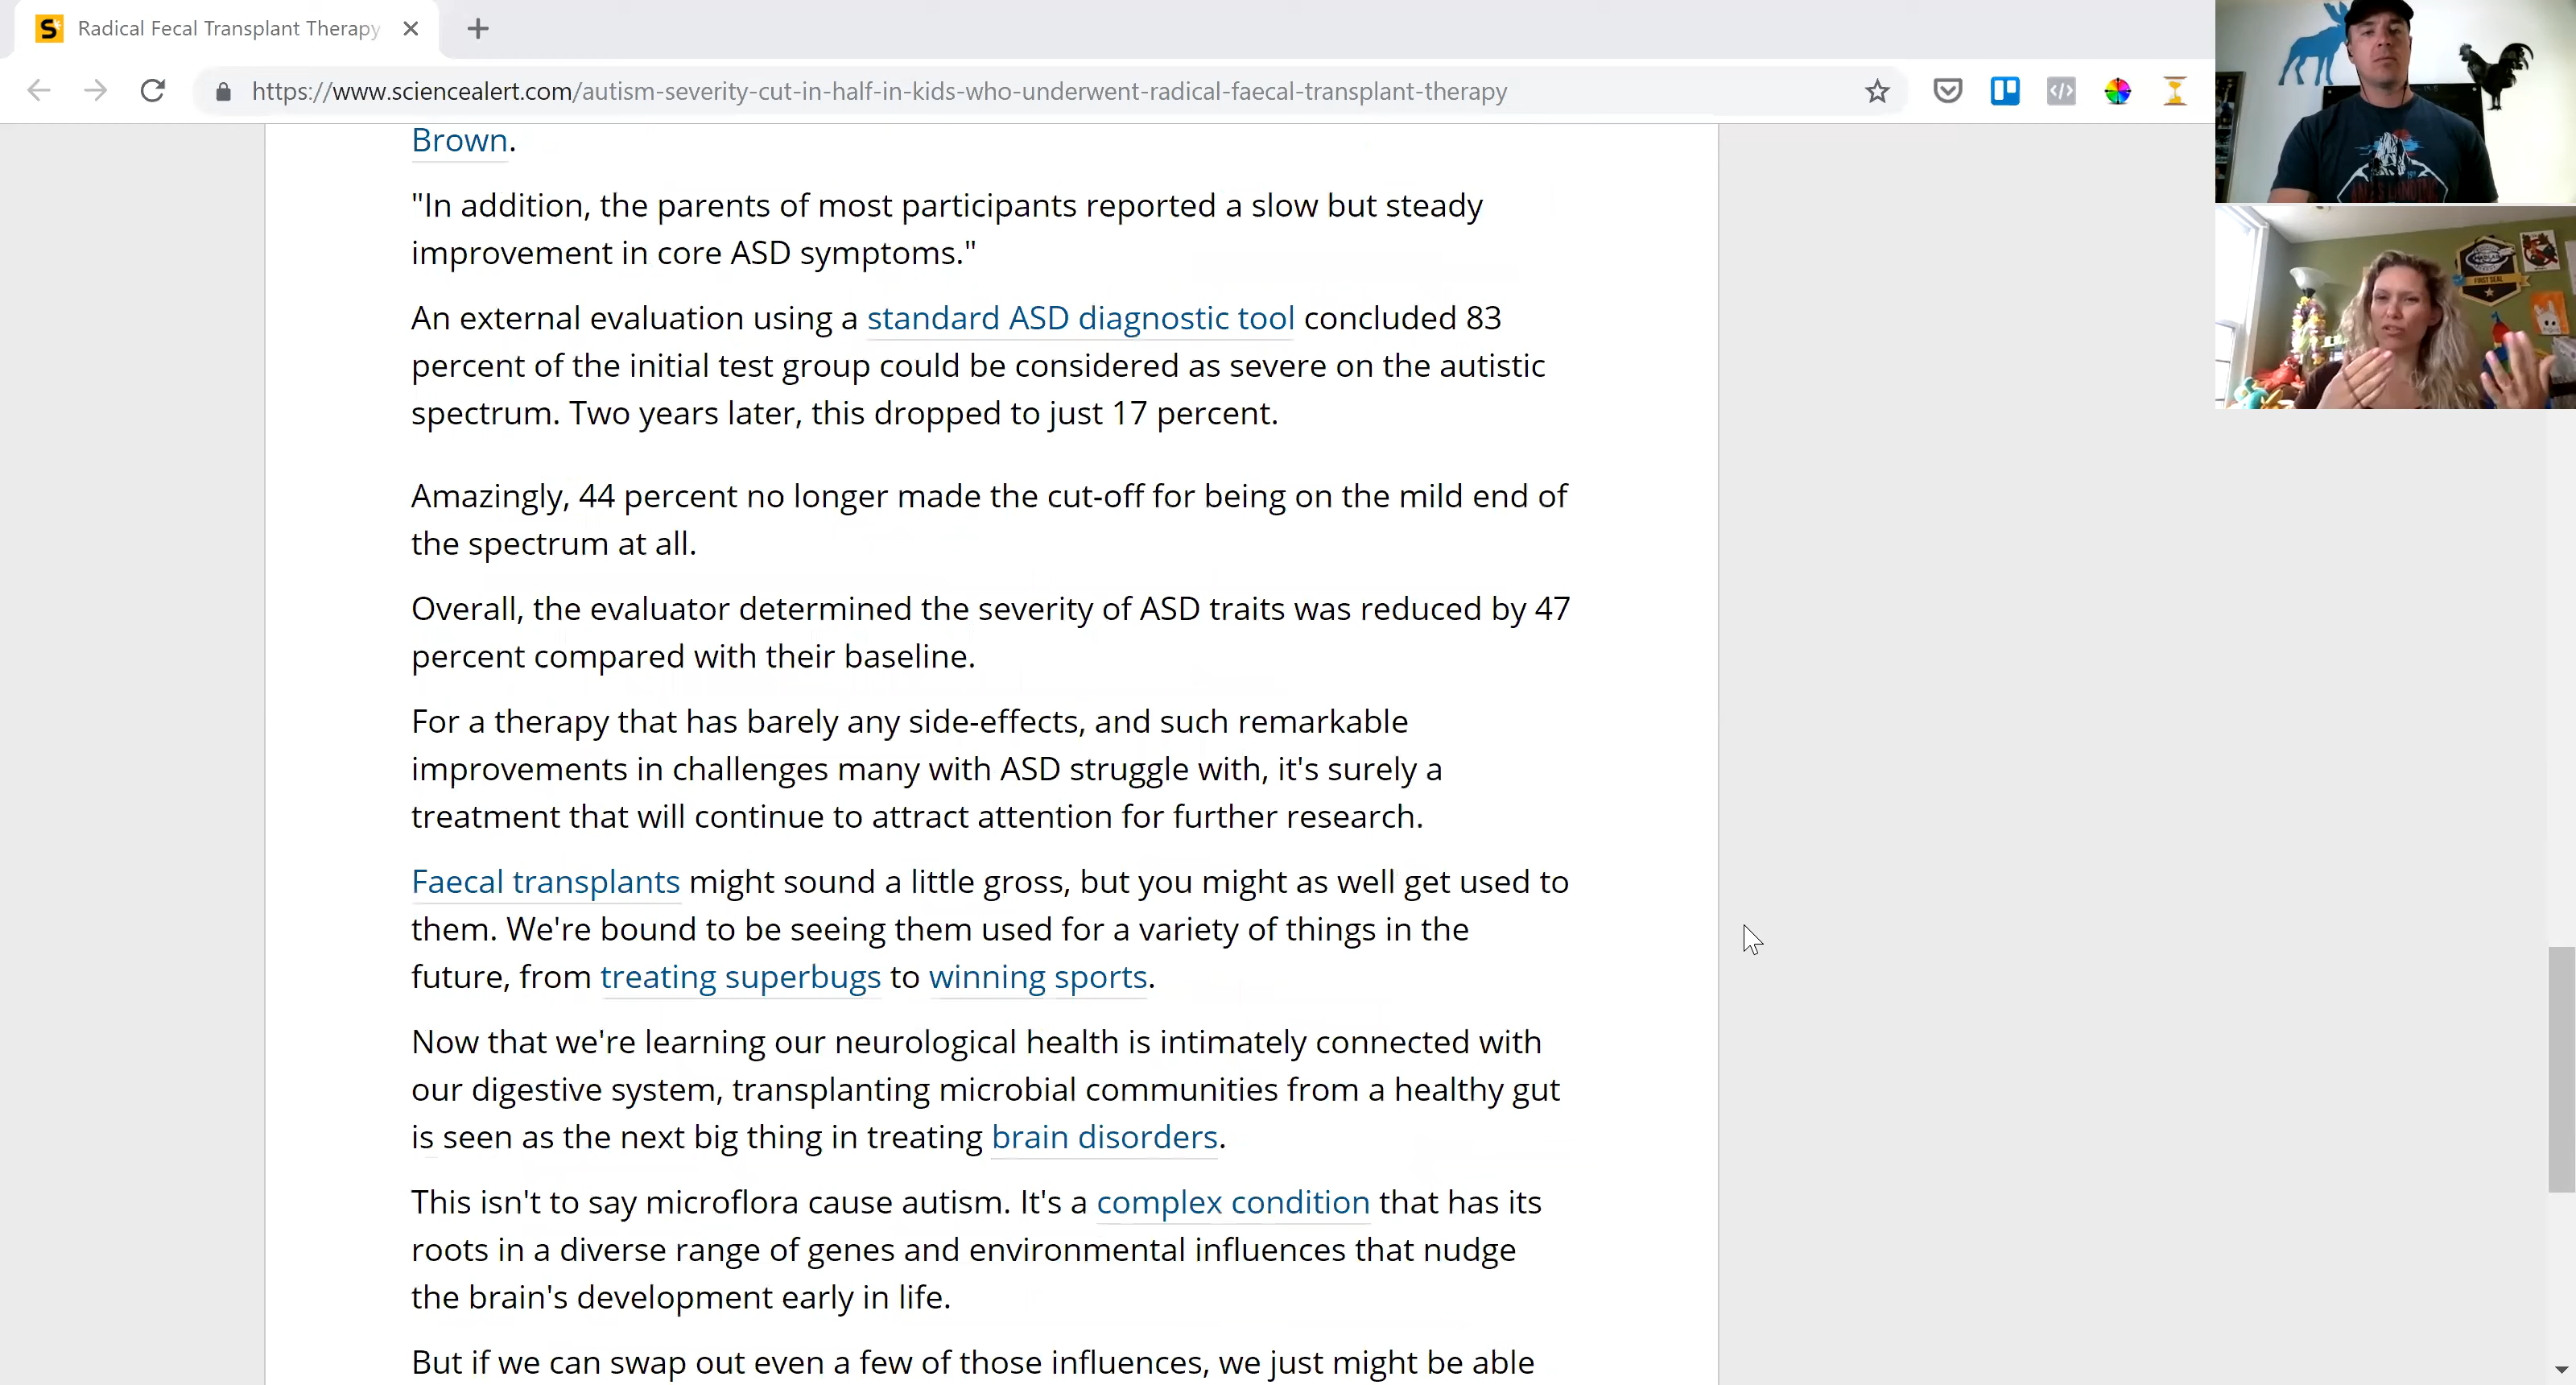 Radical Fecal Transplant Therapy
https://www.sciencealert.com/autism-severity-cut-in-half-in-kids-who-underwent-radical-faecal-transplant-therapy
Brown.
"In addition, the parents of most participants reported a slow but steady
improvement in core ASD symptoms."
An external evaluation using a standard ASD diagnostic tool concluded 83
percent of the initial test group could be considered as severe on the autistic
spectrum. Two years later, this dropped to just 17 percent.
Amazingly, 44 percent no longer made the cut-off for being on the mild end of
the spectrum at all.
Overall, the evaluator determined the severity of ASD traits was reduced by 47
percent compared with their baseline.
For a therapy that has barely any side-effects, and such remarkable
improvements in challenges many with ASD struggle with, it's surely a
treatment that will continue to attract attention for further research.
Faecal transplants might sound a little gross, but you might as well get used to
them. We're bound to be seeing them used for a variety of things in the
future, from treating superbugs to winning sports.
Now that we're learning our neurological health is intimately connected with
our digestive system, transplanting microbial communities from a healthy gut
is seen as the next big thing in treating brain disorders.
This isn't to say microflora cause autism. It's a complex condition that has its
roots in a diverse range of genes and environmental influences that nudge
the brain's development early in life.
But if we can swap out even a few of those influences, we just might be able
FIRST SEAL